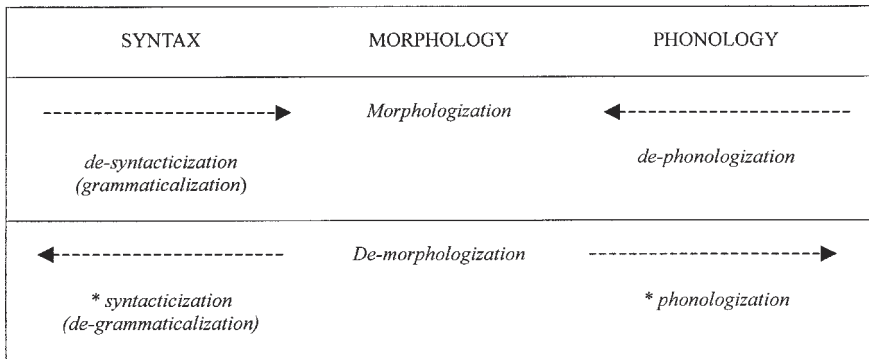 SYNTAX MORPHOLOGY PHONOLOGY
Morphologization
de-syntacticization de-phonologization
(grammaticalization)
De-morphologization
* syntacticization * phonologization
(de-grammaticalization)